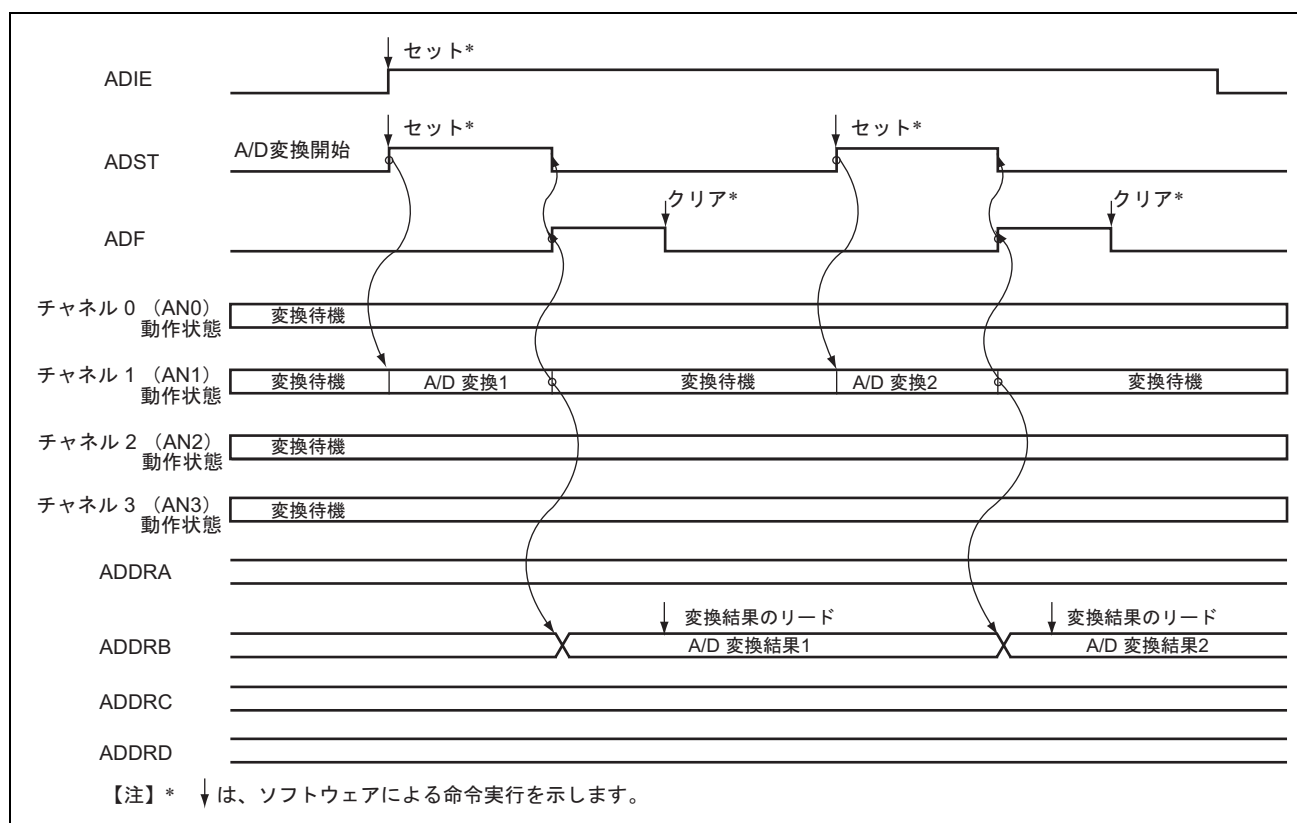 セット*
ADIE
セット* セット*
A/D変換開始
ADST
クリア* クリア*
ADF
チャネル 0 （AN0）
動作状態
変換待機
チャネル 1 （AN1）
動作状態
変換待機 A/D 変換1 変換待機 A/D 変換2 変換待機
チャネル 2 （AN2）
動作状態
変換待機
チャネル 3 （AN3）
動作状態
変換待機
ADDRA
変換結果のリード 変換結果のリード
ADDRB
A/D 変換結果1 A/D 変換結果2
ADDRC
ADDRD
【注】* ↓は、ソフトウェアによる命令実行を示します。